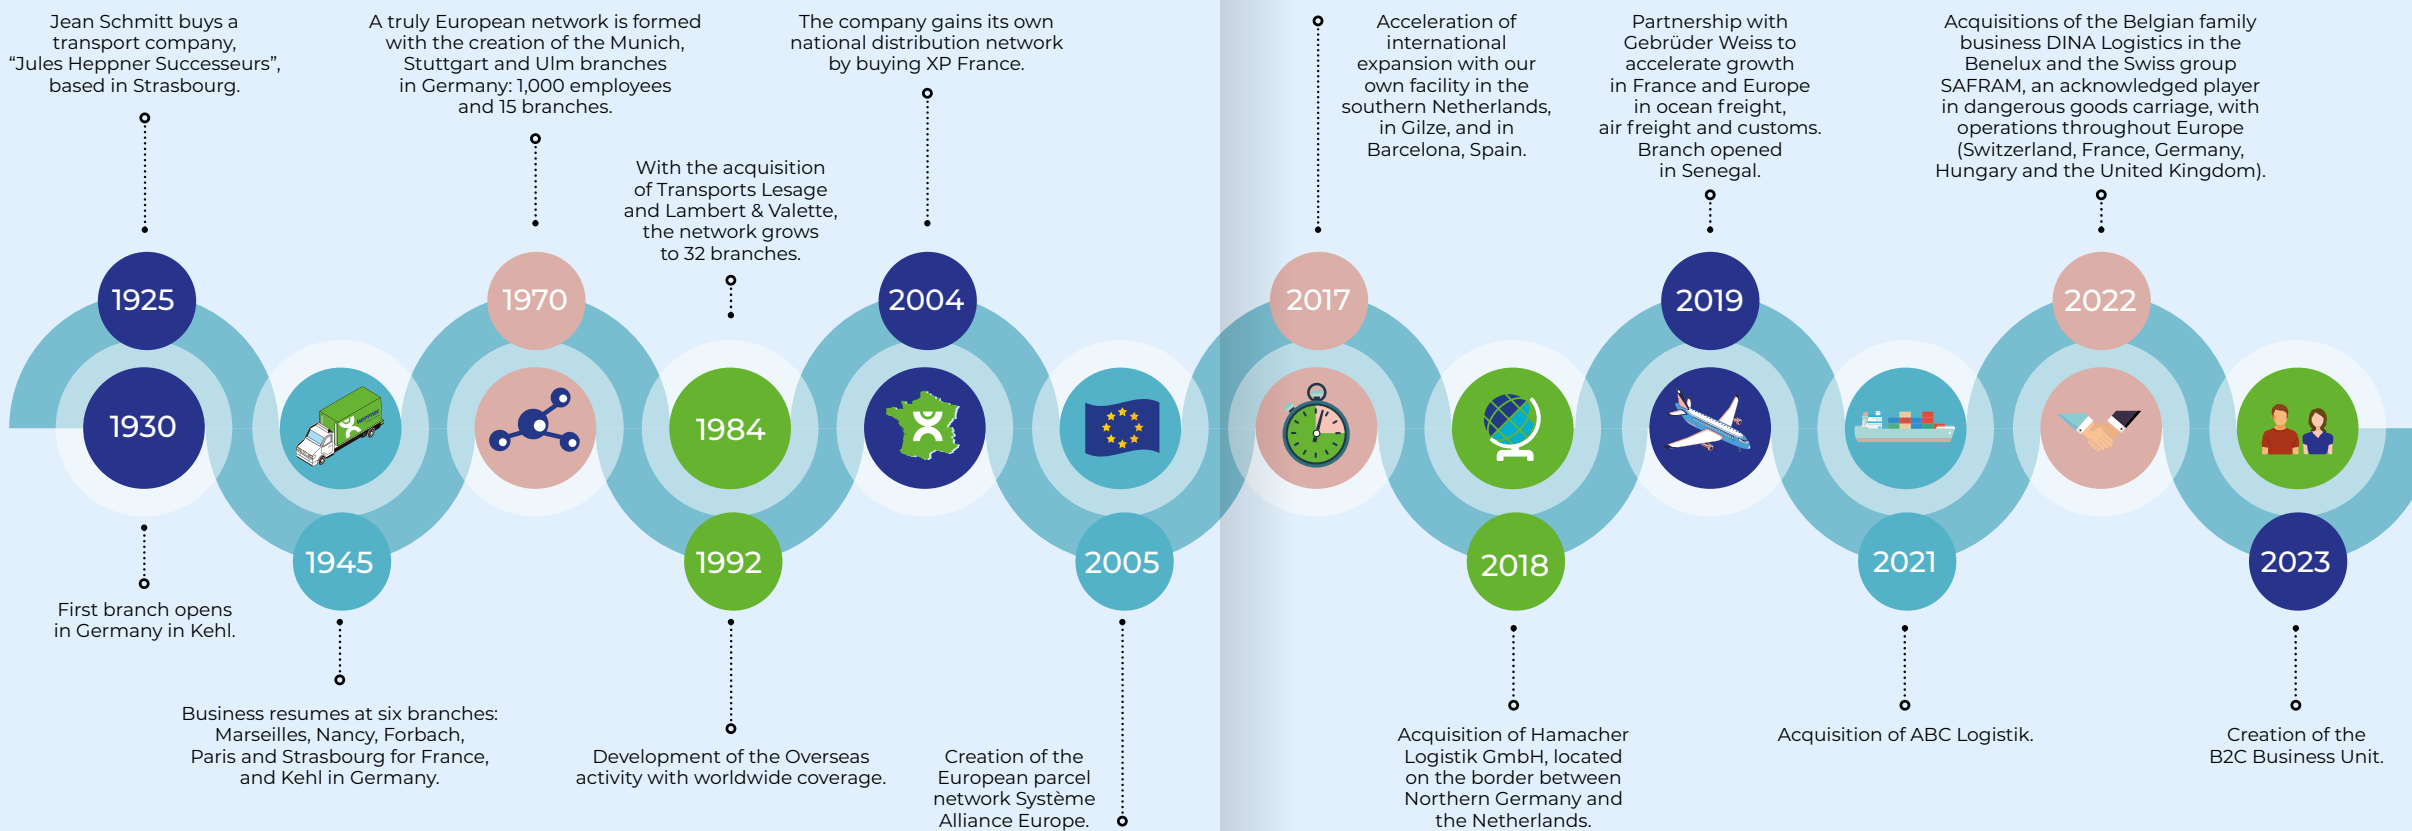 Jean Schmitt buys a
transport company,
“Jules Heppner Successeurs”,
based in Strasbourg.
1925
1930
First branch opens
in Germany in Kehl.
1945
Business resumes at six branches:
Marseilles, Nancy, Forbach,
Paris and Strasbourg for France,
and Kehl in Germany.
A truly European network is formed
with the creation of the Munich,
Stuttgart and Ulm branches
in Germany: 1,000 employees
and 15 branches.
1970
With the acquisition
of Transports Lesage
and Lambert & Valette,
the network grows
to 32 branches.
1984
1992
Development of the Overseas
activity with worldwide coverage.
The company gains its own
national distribution network
by buying XP France.
2004
2005
Creation of the
European parcel
network Système
Alliance Europe.
Acceleration of
international
expansion with our
own facility in the
southern Netherlands,
in Gilze, and in
Barcelona, Spain.
2017
2018
Acquisition of Hamacher
Logistik GmbH, located
on the border between
Northern Germany and
the Netherlands.
Partnership with
Gebrüder Weiss to
accelerate growth
in France and Europe
in ocean freight,
air freight and customs.
Branch opened
in Senegal.
2019
2021
Acquisition of ABC Logistik.
Acquisitions of the Belgian family
business DINA Logistics in the
Benelux and the Swiss group
SAFRAM, an acknowledged player
in dangerous goods carriage, with
operations throughout Europe
(Switzerland, France, Germany,
Hungary and the United Kingdom).
2022
2023
Creation of the
B2C Business Unit.